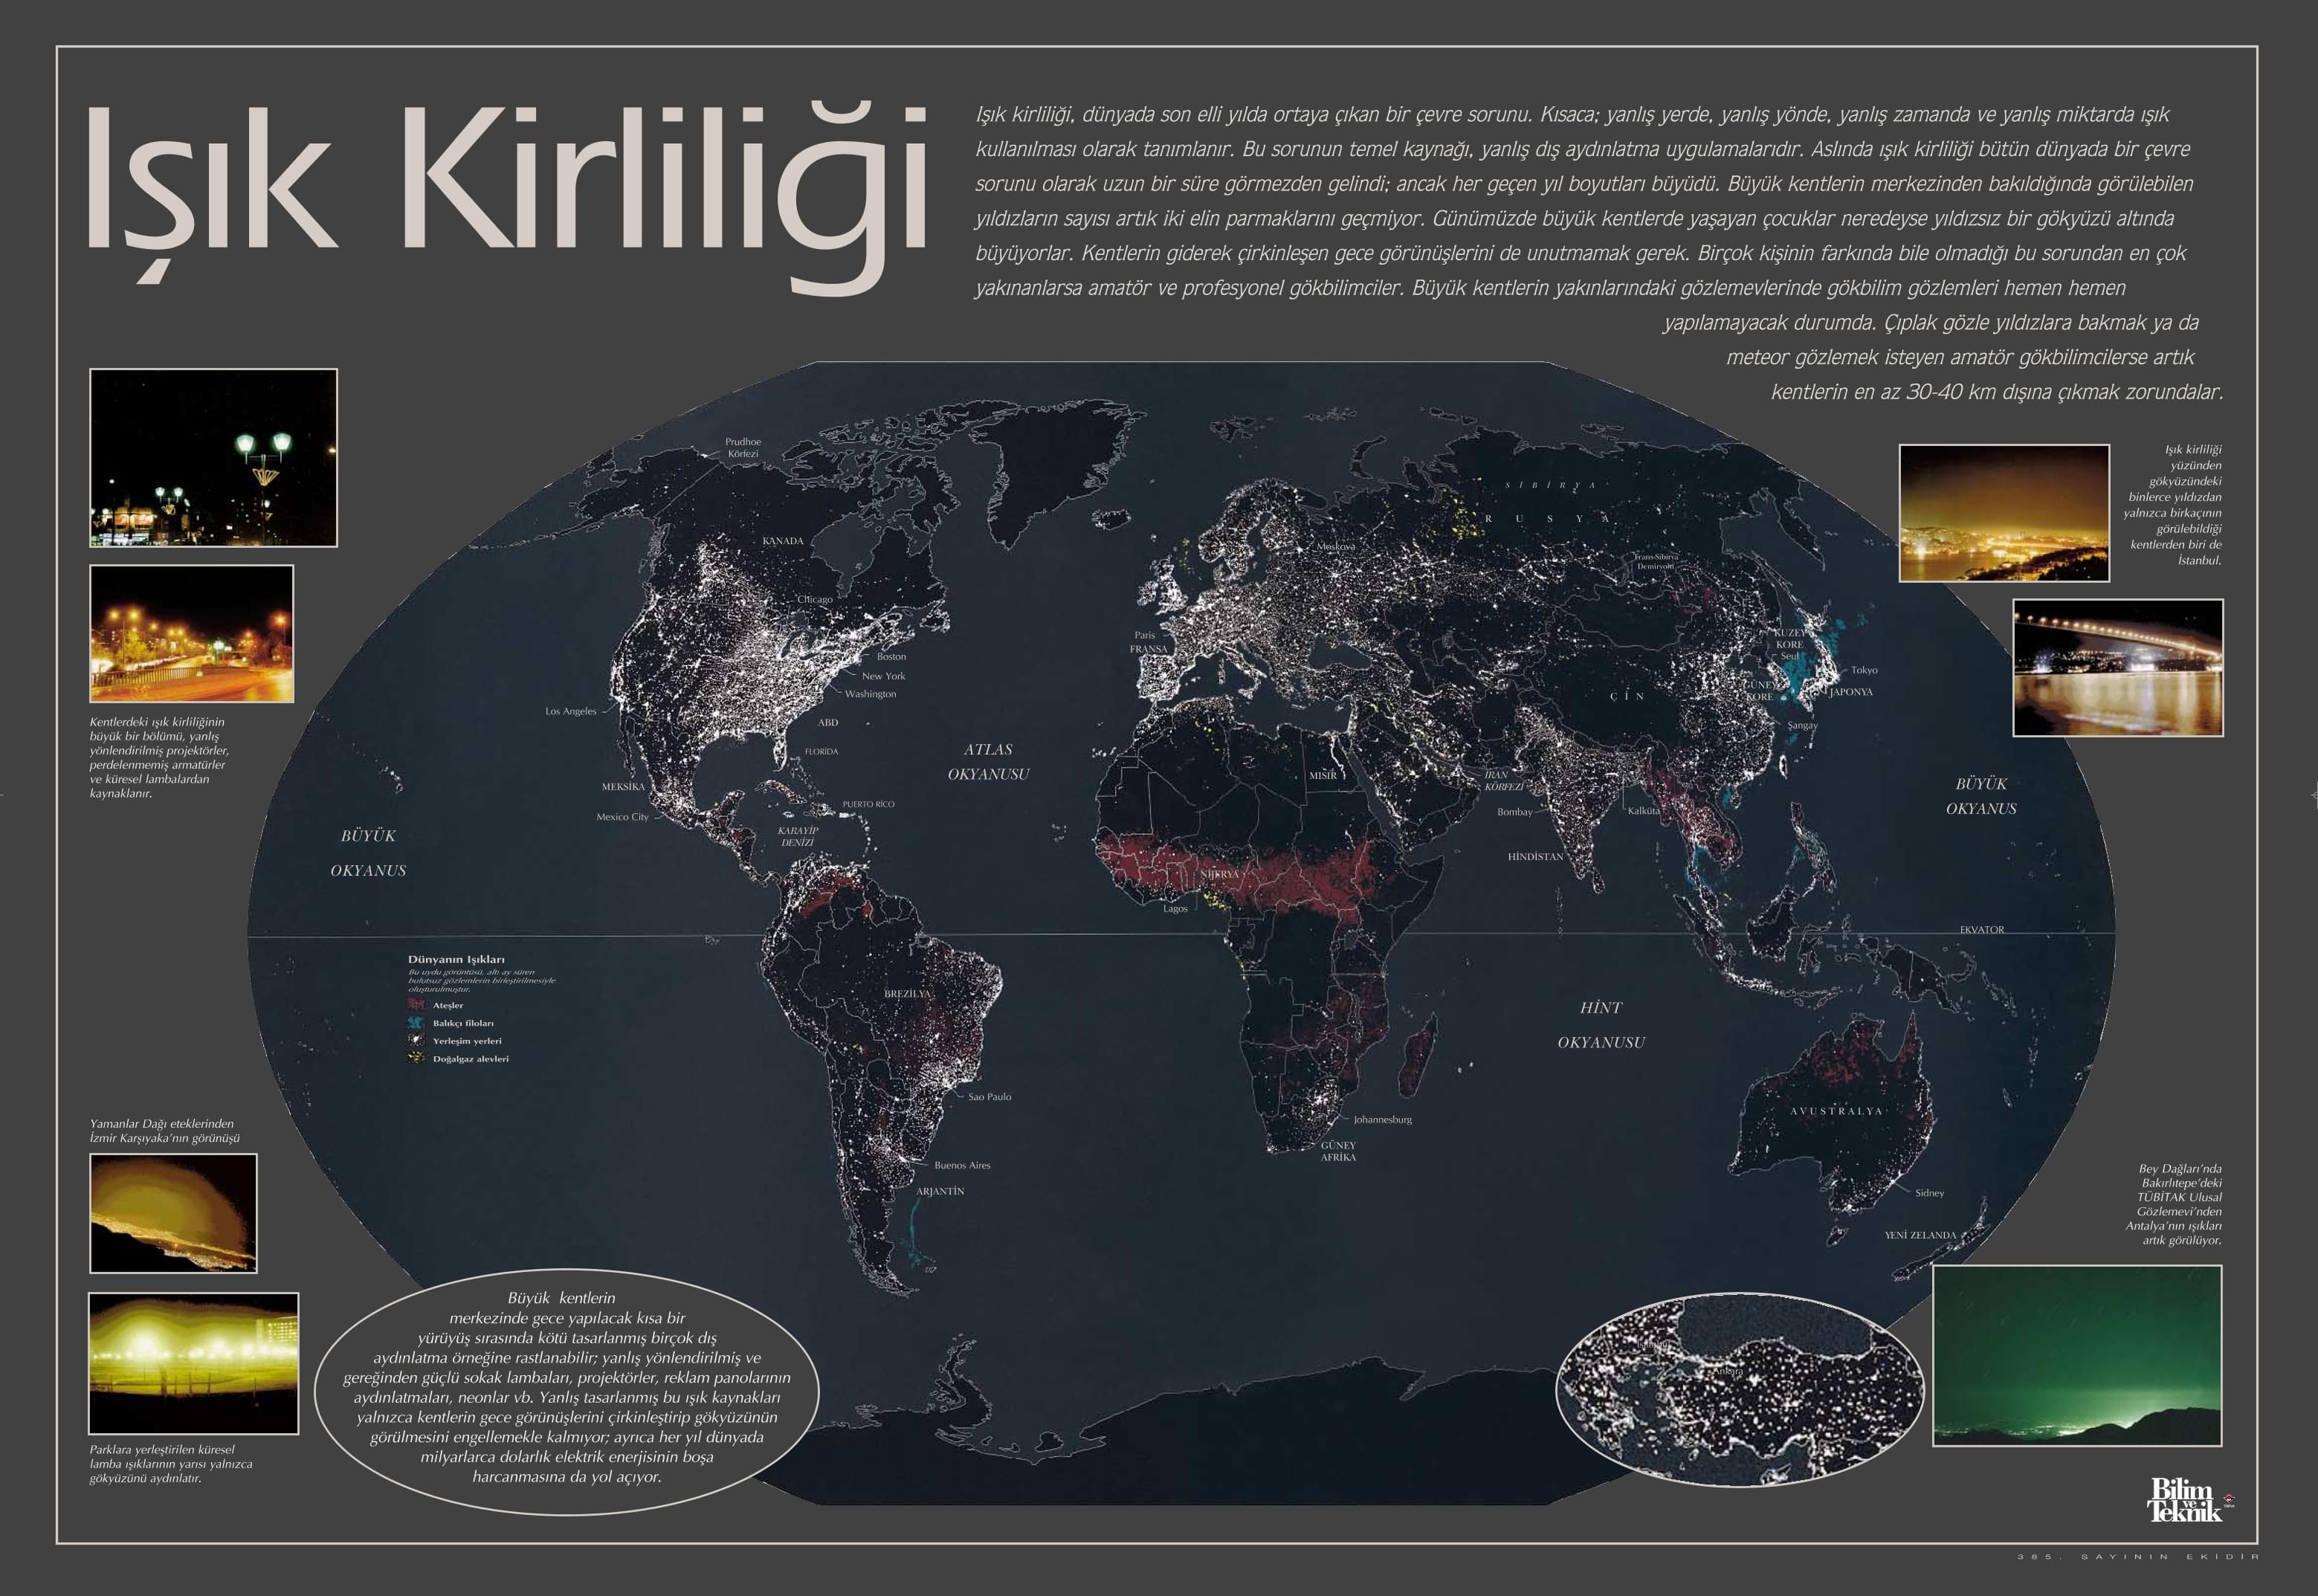 Işık Kirliliği
Işık kirliliği, dünyada son elli yılda ortaya çıkan bir çevre sorunu. Kısaca; yanlış yerde, yanlış yönde, yanlış zamanda ve yanlış miktarda ışık
kullanılması olarak tanımlanır. Bu sorunun temel kaynağı, yanlış dış aydınlatma uygulamalarıdır. Aslında ışık kirliliği bütün dünyada bir çevre
sorunu olarak uzun bir süre görmezden gelindi; ancak her geçen yıl boyutları büyüdü. Büyük kentlerin merkezinden bakıldığında görülebilen
yıldızların sayısı artık iki elin parmaklarını geçmiyor. Günümüzde büyük kentlerde yaşayan çocuklar neredeyse yıldızsız bir gökyüzü altında
büyüyorlar. Kentlerin giderek çirkinleşen gece görünüşlerini de unutmamak gerek. Birçok kişinin farkında bile olmadığı bu sorundan en çok
yakınanlarsa amatör ve profesyonel gökbilimciler. Büyük kentlerin yakınlarındaki gözlemevlerinde gökbilim gözlemleri hemen hemen
yapılamayacak durumda. Çıplak gözle yıldızlara bakmak ya da
meteor gözlemek isteyen amatör gökbilimcilerse artık
kentlerin en az 30-40 km dışına çıkmak zorundalar.
Kentlerdeki ışık kirliliğinin
büyük bir bölümü, yanlış
yönlendirilmiş projektörler,
perdelenmemiş armatürler
ve küresel lambalardan
kaynaklanır.
Işık kirliliği
yüzünden
gökyüzündeki
binlerce yıldızdan
yalnızca birkaçının
görülebildiği
kentlerden biri de
İstanbul.
Prudhoe
Körfezi
KANADA
Chicago
Boston
New York
Washington
Los Angeles
ABD
FLORİDA
MEKSİKA
Mexico City
PUERTO RİCO
KARAYİP
DENİZİ
ATLAS
OKYANUSU
BÜYÜK
OKYANUS
SİBİRYA
RUSYA
Moskova
Trans-Sibirya
Demiryolu
Paris
FRANSA
KUZEY
KORE
Seul
GÜNEY
KORE
Tokyo
JAPONYA
ÇİN
Şangay
MISIR
İRAN
KÖRFEZİ
Bombay
Kalküta
HİNDİSTAN
NİJERYA
Lagos
BÜYÜK
OKYANUS
EKVATOR
Dünyanın Işıkları
Bu uydu görüntüsü, altı ay süren
bulutsuz gözlemlerin birleştirilmesiyle
oluşturulmuştur.
Ateşler
Balıkçı filoları
Yerleşim yerleri
Doğalgaz alevleri
BREZİLYA
Sao Paulo
Buenos Aires
ARJANTİN
HİNT
OKYANUSU
Johannesburg
GÜNEY
AFRİKA
AVUSTRALYA
Sidney
YENİ ZELANDA
Yamanlar Dağı eteklerinden
İzmir Karşıyaka'nın görünüşü
Bey Dağları'nda
Bakırlıtepe'deki
TÜBİTAK Ulusal
Gözlemevi'nden
Antalya'nın ışıkları
artık görülüyor.
Büyük kentlerin
merkezinde gece yapılacak kısa bir
yürüyüş sırasında kötü tasarlanmış birçok dış
aydınlatma örneğine rastlanabilir; yanlış yönlendirilmiş ve
gereğinden güçlü sokak lambaları, projektörler, reklam panolarının
aydınlatmaları, neonlar vb. Yanlış tasarlanmış bu ışık kaynakları
yalnızca kentlerin gece görünüşlerini çirkinleştirip gökyüzünün
görülmesini engellemekle kalmıyor; ayrıca her yıl dünyada
milyarlarca dolarlık elektrik enerjisinin boşa
harcanmasına da yol açıyor.
İstanbul
Ankara
Parklara yerleştirilen küresel
lamba ışıklarının yarısı yalnızca
gökyüzünü aydınlatır.
Bilim
ve
Teknik
385. SAYININ EKİDİR